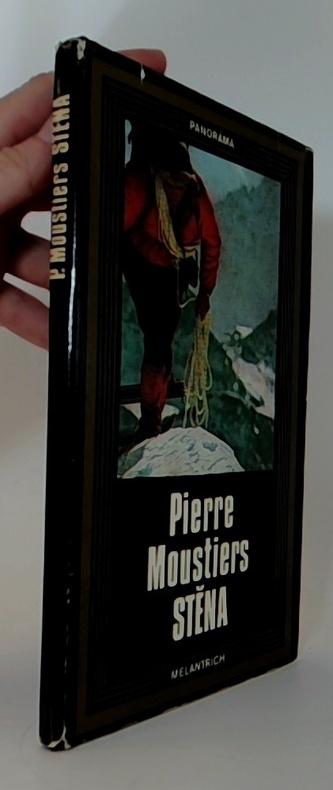 P. Moustiers STĚNA
PANORÁMA
Pierre
Moustiers
STĚNA
MELANTRICH